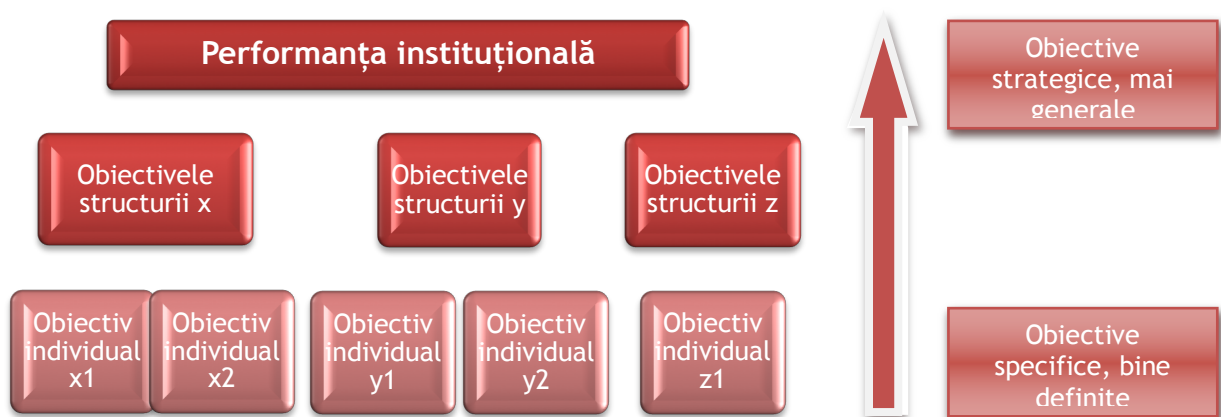 Performanța instituțională
Obiective
strategice, mai
generale
Obiectivele
structurii x
Obiectivele
structurii y
Obiectivele
structurii z
Obiectiv
individual
x1
Obiectiv
individual
x2
Obiectiv
individual
y1
Obiectiv
individual
y2
Obiectiv
individual
z1
Obiective
specifice, bine
definite